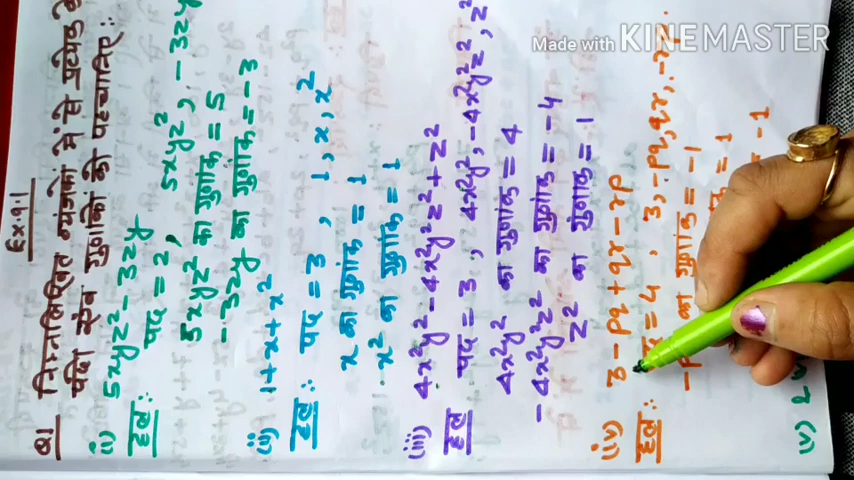 Ex 9.1
Q1 निम्नलिखित व्यंजकों में से प्रत्येक के
पदों एवं गुणांकों को पहचानिए:
(i) 5xyz² - 3zy
हल: पद = 2, 5xyz², -3zy
5xyz² का गुणांक = 5
-3zy का गुणांक = -3
(ii) 1+x+x²
हल: पद = 3, 1, x, x²
x का गुणांक = 1
x² का गुणांक = 1
(iii) 4x²y² - 4x²y²z² + z²
हल पद = 3, 4x²y², -4x²y²z², z²
4x²y² का गुणांक = 4
-4x²y²z² का गुणांक = -4
z² का गुणांक = 1
(iv) 3 - pq + qr - rp
हल: = 4, 3, -pq, qr, -rp.
का गुणांक = -1
= 1
= -1
(v)
Made with KINEMASTER